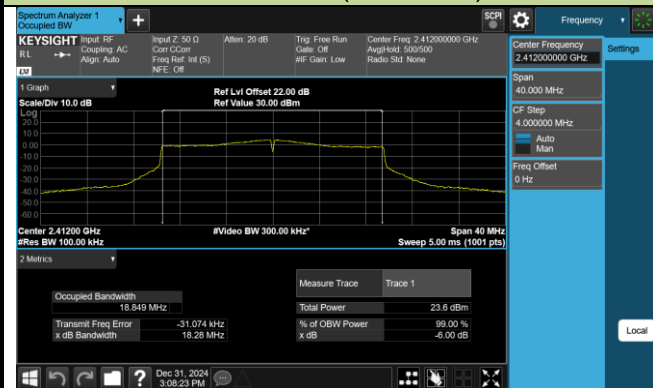 Spectrum Analyzer 1
Occupied BW
SCPI
Frequency
KEYSIGHT
RL
Input: RF
Coupling: AC
Align: Auto
Input Z: 50 Ω
Corr CCorr
Freq Ref: Int (S)
NFE: Off
Atten: 20 dB
Trig: Free Run
Gate: Off
#IF Gain: Low
Center Freq: 2.412000000 GHz
Avg|Hold: 500/500
Radio Std: None
Center Frequency
2.412000000 GHz
Settings
Span
40.000 MHz
CF Step
4.000000 MHz
Auto
Man
Freq Offset
0 Hz
1 Graph
Scale/Div 10.0 dB
Ref Lvl Offset 22.00 dB
Ref Value 30.00 dBm
Log
20.0
10.0
0.00
-10.0
-20.0
-30.0
-40.0
-60.0
Center 2.41200 GHz
#Res BW 100.00 kHz
#Video BW 300.00 kHz*
Span 40 MHz
Sweep 5.00 ms (1001 pts)
2 Metrics
Occupied Bandwidth
18.849 MHz
Transmit Freq Error -31.074 kHz
x dB Bandwidth 18.28 MHz
Measure Trace Trace 1
Total Power 23.6 dBm
% of OBW Power 99.00 %
x dB -6.00 dB
Local
Dec 31, 2024
3:08:23 PM